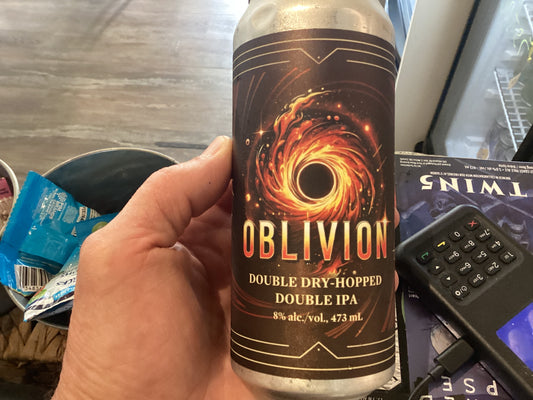 OBLIVION
DOUBLE DRY-HOPPED
DOUBLE IPA
8% alc./vol., 473 mL
TWINS